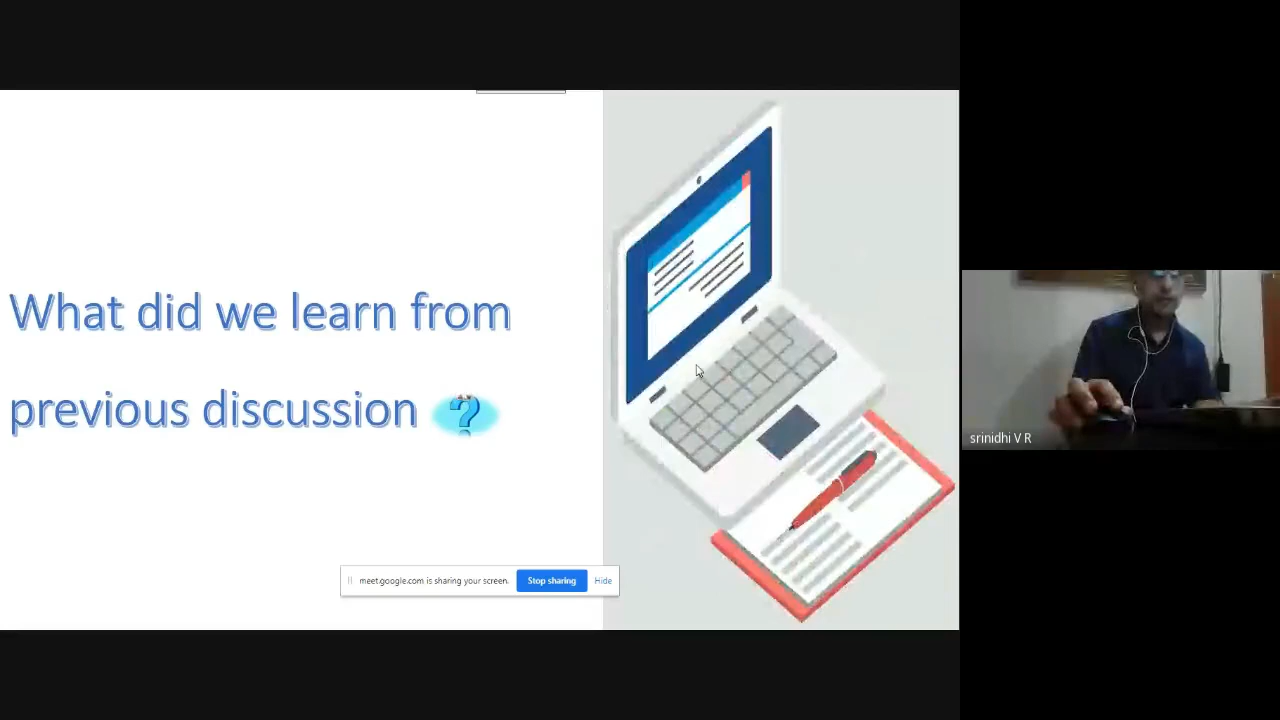 What did we learn from
previous discussion ?
meet.google.com is sharing your screen.
Stop sharing
Hide
srinidhi V R